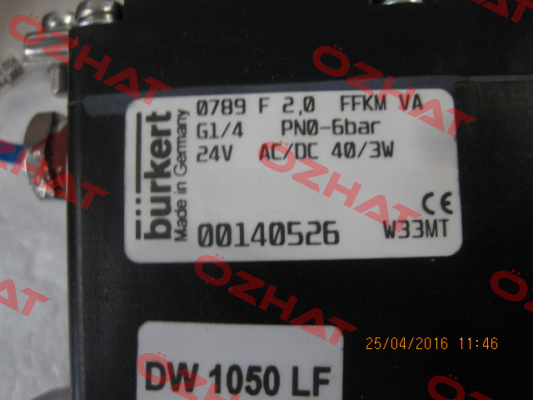 bürkert
Made in Germany
0789 F 2,0 FFKM VA
G1/4 PN0-6bar
24V AC/DC 40/3W
00140526
CE
W33MT
DW 1050 LF
25/04/2016 11:46
OZHAT
OZHAT
OZHAT
OZHAT
OZHAT